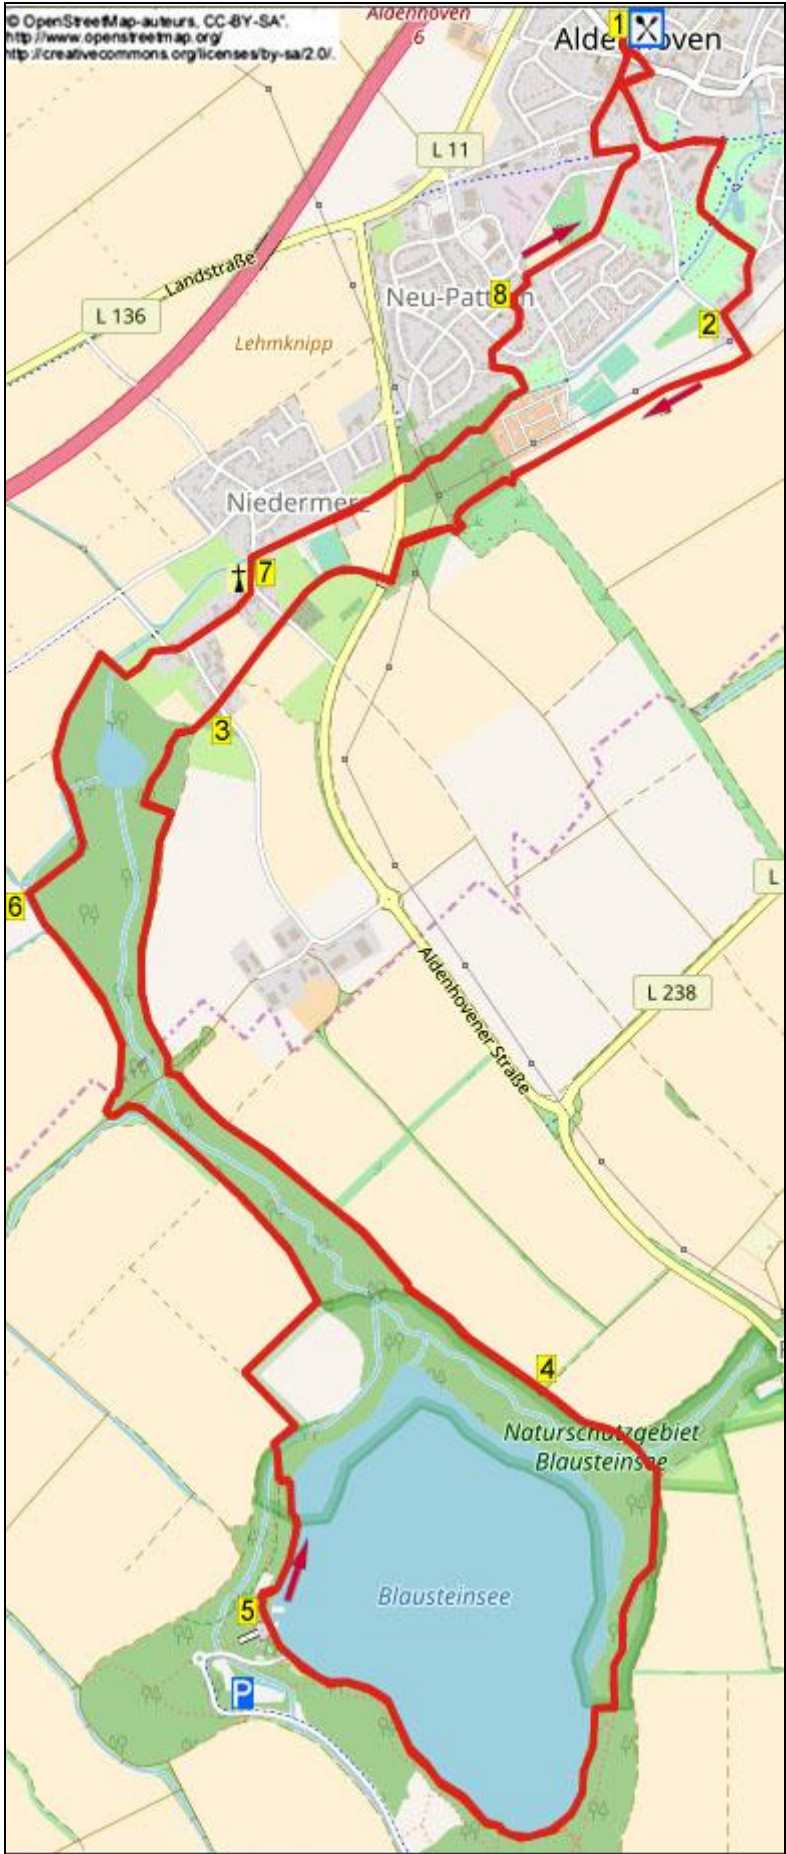 © OpenStreetMap-auteurs, CC-BY-SA".
http://www.openstreetmap.org/
http://creativecommons.org/licenses/by-sa/2.0/.
Aldenhoven
6
1
Aldenhoven
L 11
Landstraße
L 136
Lehmknipp
Neu-Pattern
8
2
Niedermerz
7
3
6
L
L 238
Aldenhovener Straße
4
Naturschutzgebiet
Blausteinsee
Blausteinsee
5
P